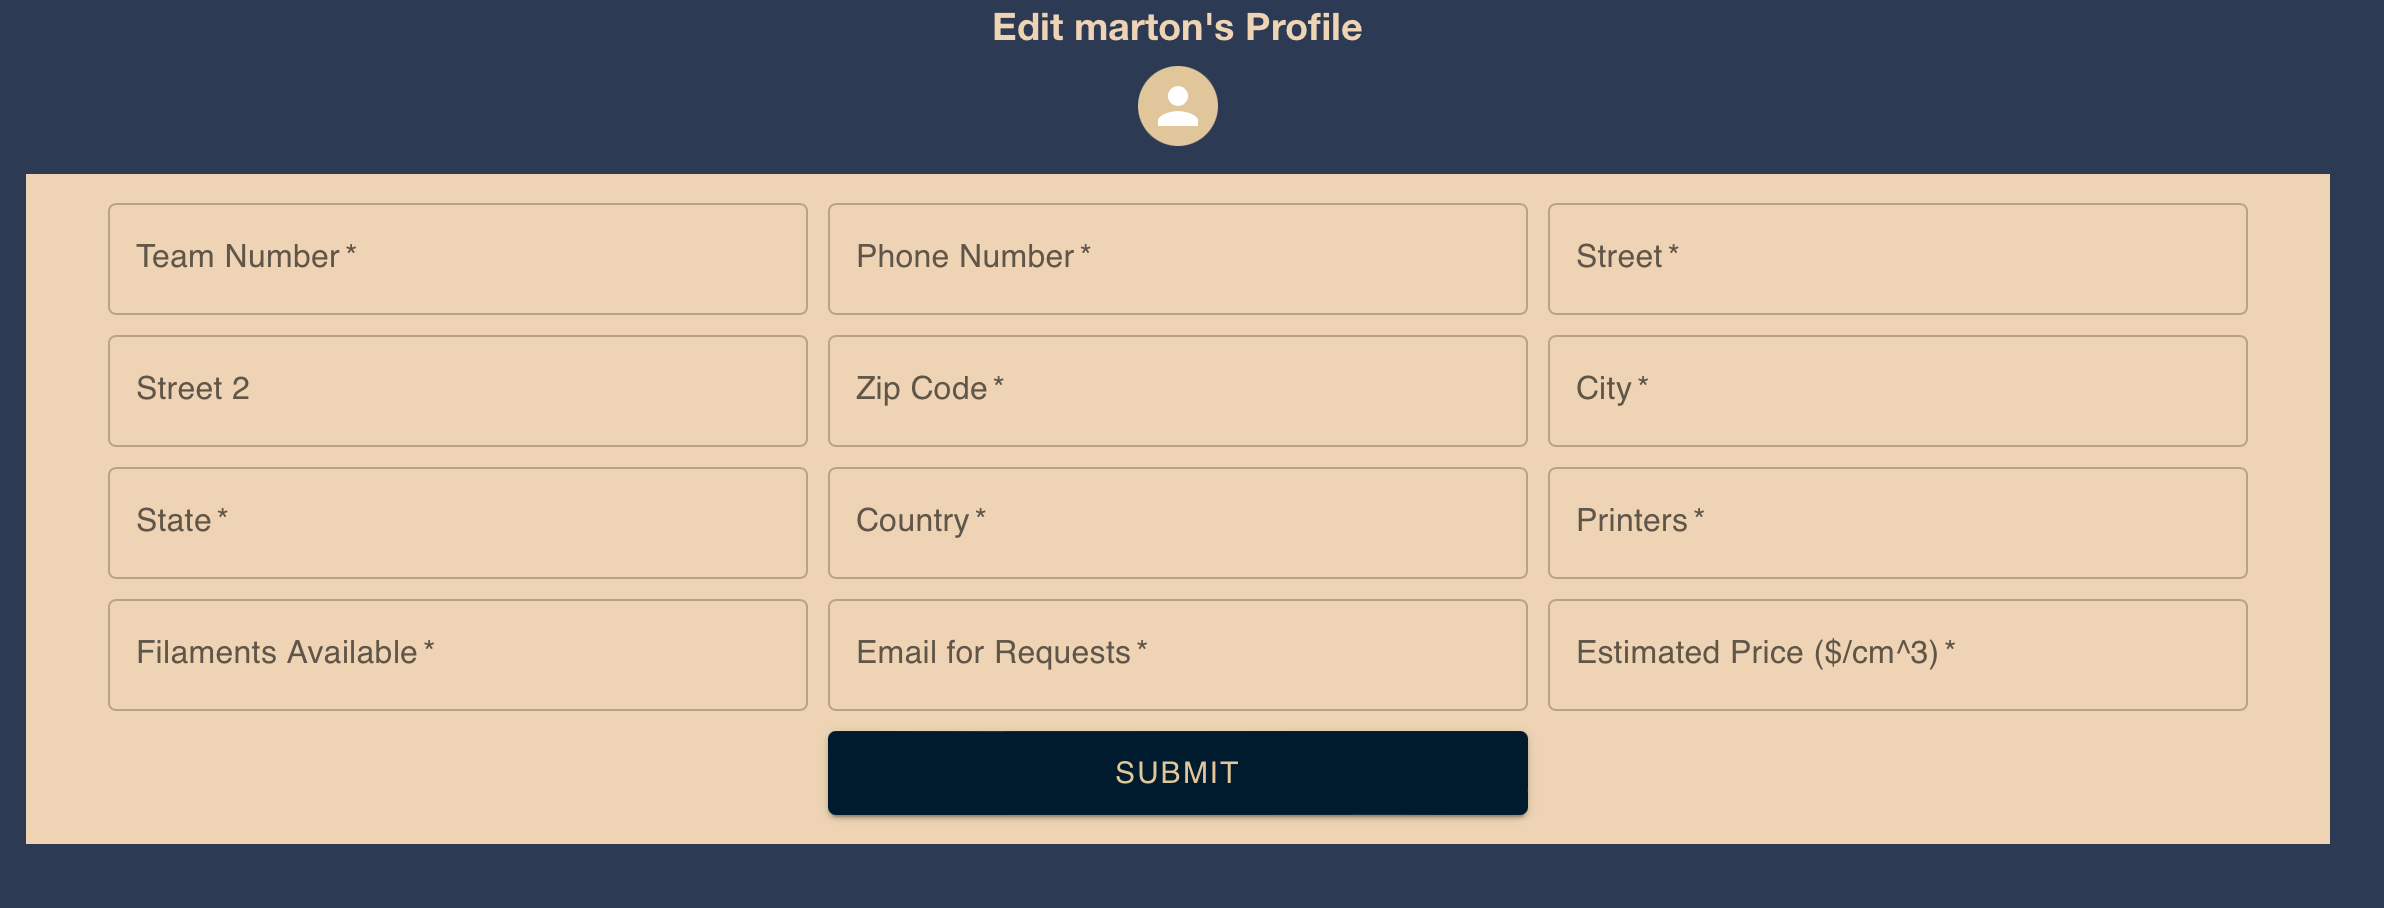 Edit marton's Profile
Team Number *
Phone Number *
Street *
Street 2
Zip Code *
City *
State *
Country *
Printers *
Filaments Available *
Email for Requests *
Estimated Price ($/cm^3) *
SUBMIT